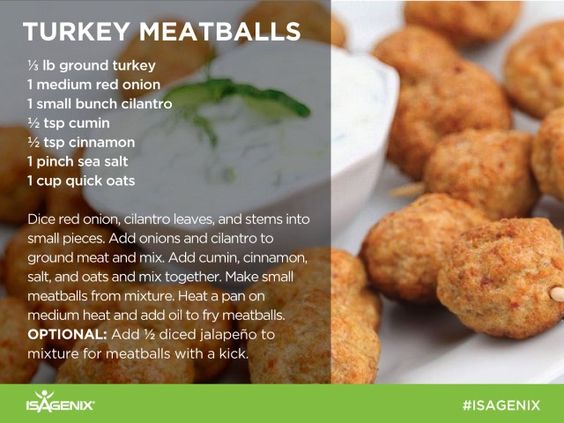 TURKEY MEATBALLS
⅓ lb ground turkey
1 medium red onion
1 small bunch cilantro
½ tsp cumin
½ tsp cinnamon
1 pinch sea salt
1 cup quick oats
Dice red onion, cilantro leaves, and stems into
small pieces. Add onions and cilantro to
ground meat and mix. Add cumin, cinnamon,
salt, and oats and mix together. Make small
meatballs from mixture. Heat a pan on
medium heat and add oil to fry meatballs.
OPTIONAL: Add ½ diced jalapeño to
mixture for meatballs with a kick.
ISAGENIX®
#ISAGENIX